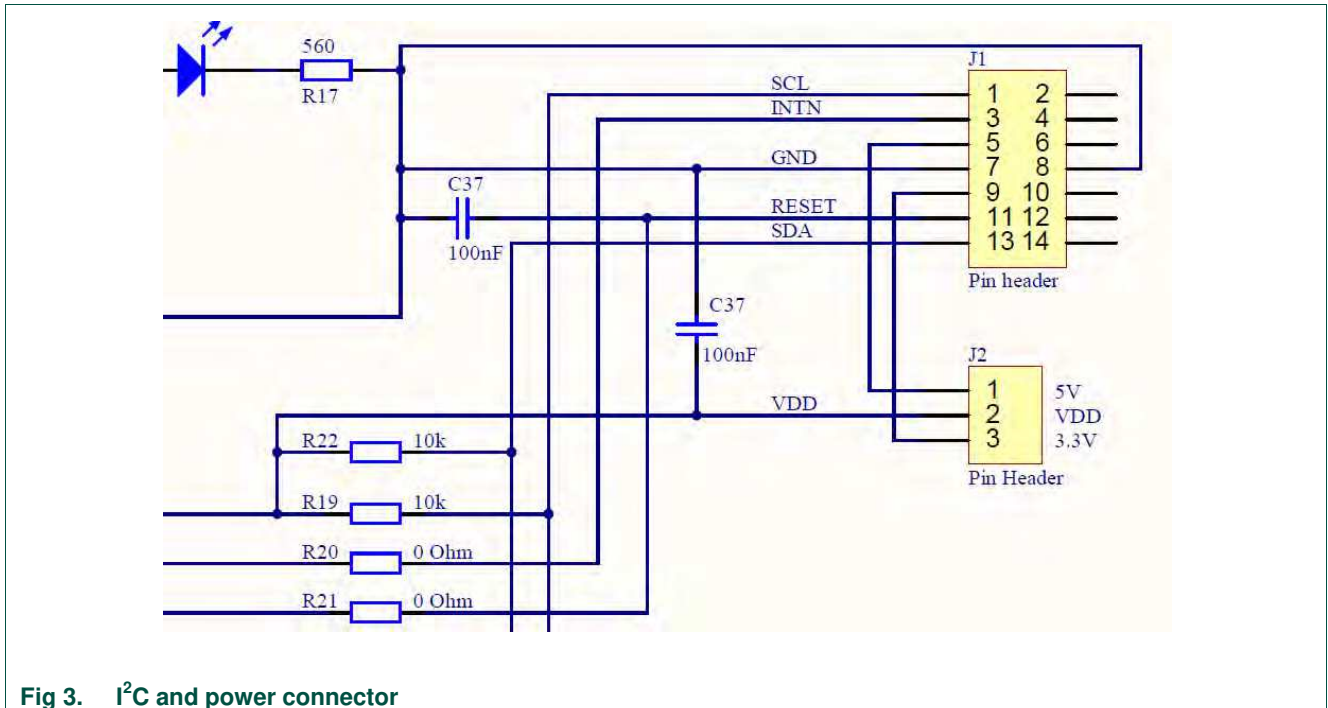 560
R17
J1
SCL
1 2
INTN
3 4
5 6
GND
7 8
C37
9 10
RESET
11 12
SDA
13 14
100nF
Pin header
C37
100nF
J2
1 5V
VDD
2 VDD
3 3.3V
R22 10k
Pin Header
R19 10k
R20 0 Ohm
R21 0 Ohm
Fig 3. I²C and power connector